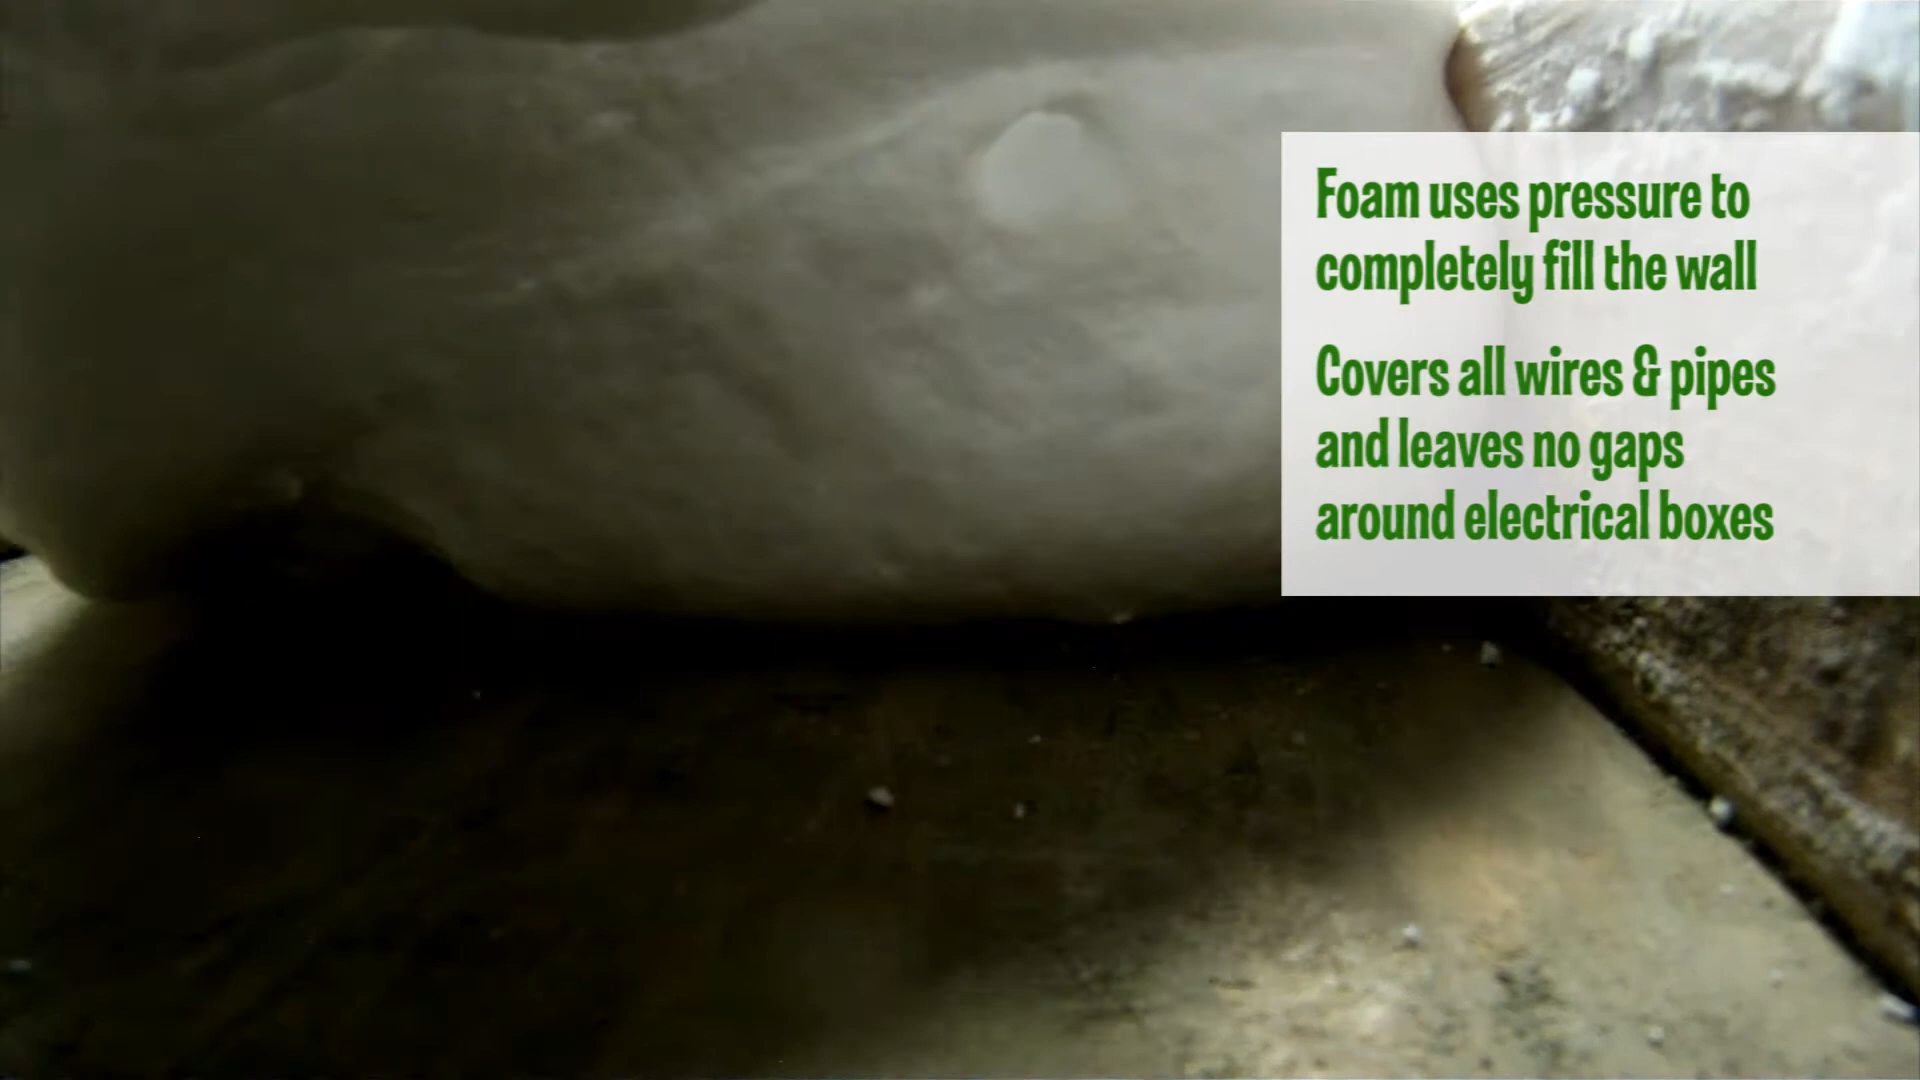 Foam uses pressure to
completely fill the wall
Covers all wires & pipes
and leaves no gaps
around electrical boxes